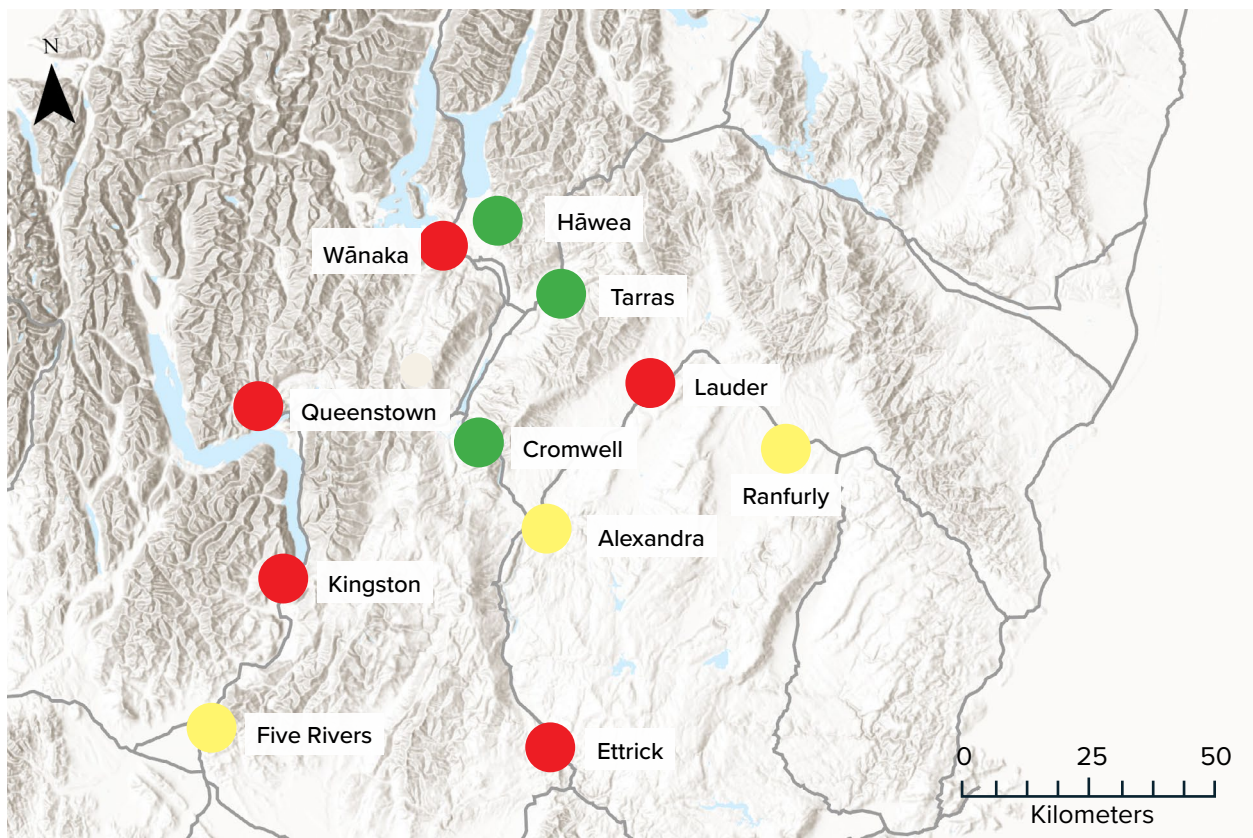 N
Hāwea
Wānaka
Tarras
Lauder
Queenstown
Cromwell
Ranfurly
Alexandra
Kingston
Five Rivers
Ettrick
0 25 50
Kilometers